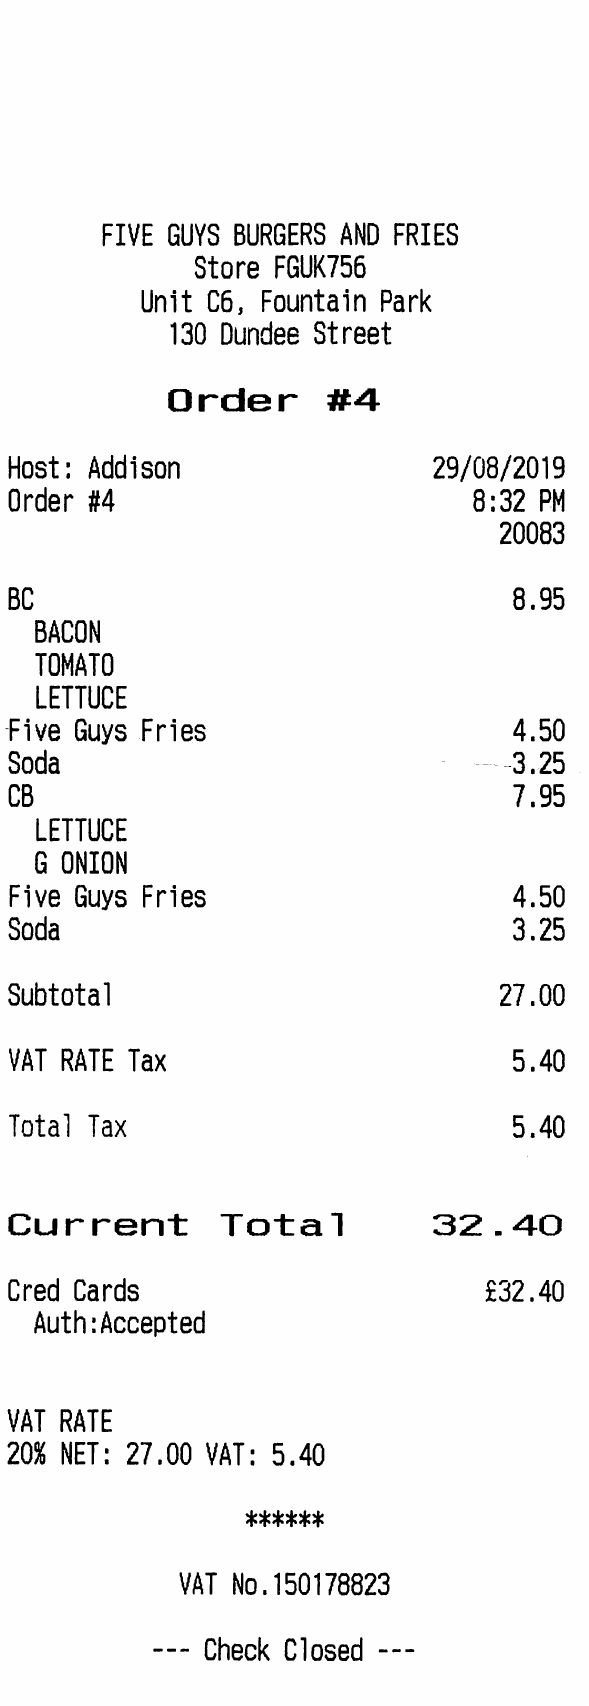 FIVE GUYS BURGERS AND FRIES
Store FGUK756
Unit C6, Fountain Park
130 Dundee Street
Order #4
Host: Addison 29/08/2019
Order #4 8:32 PM
20083
BC 8.95
BACON
TOMATO
LETTUCE
Five Guys Fries 4.50
Soda 3.25
CB 7.95
LETTUCE
G ONION
Five Guys Fries 4.50
Soda 3.25
Subtotal 27.00
VAT RATE Tax 5.40
Total Tax 5.40
Current Total 32.40
Cred Cards £32.40
Auth:Accepted
VAT RATE
20% NET: 27.00 VAT: 5.40
******
VAT No.150178823
--- Check Closed ---